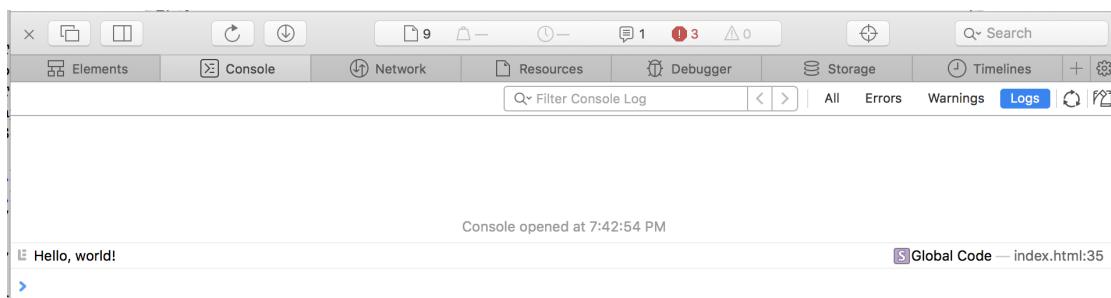 9 — — 1 3 0 Search
Elements Console Network Resources Debugger Storage Timelines
Filter Console Log All Errors Warnings Logs
Console opened at 7:42:54 PM
Hello, world! S Global Code — index.html:35